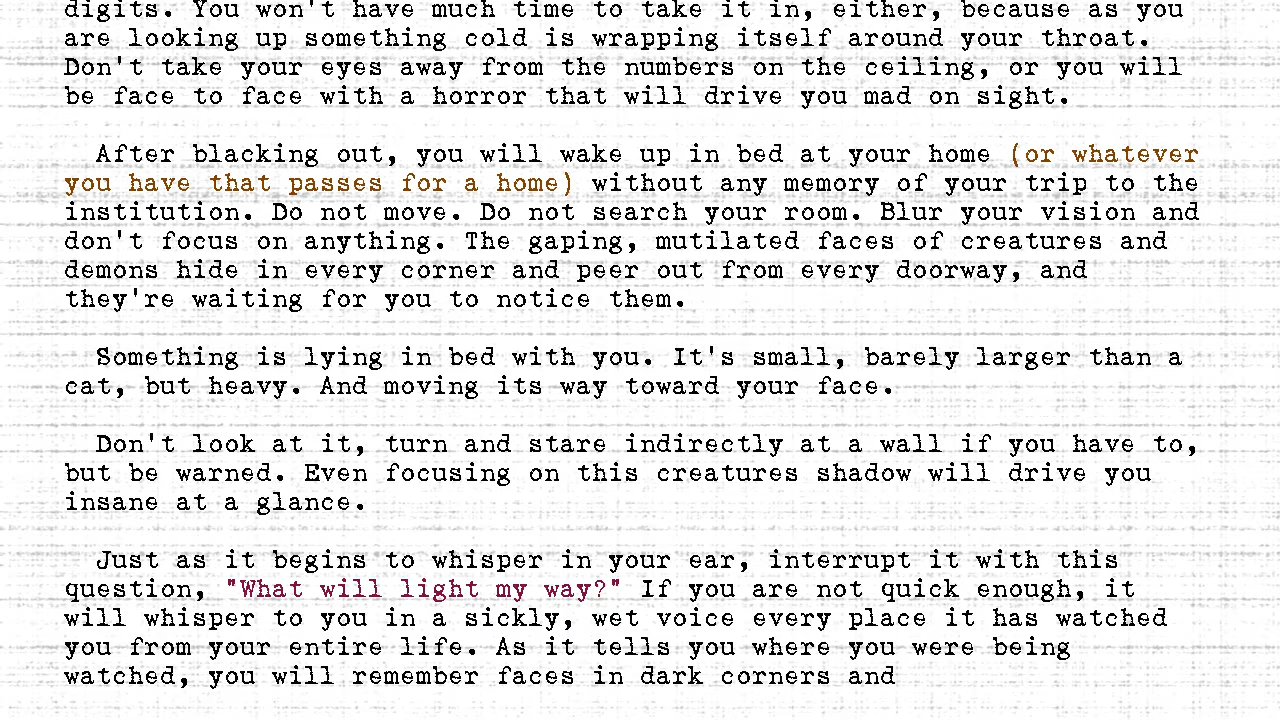 digits. You won't have much time to take it in, either, because as you
are looking up something cold is wrapping itself around your throat.
Don't take your eyes away from the numbers on the ceiling, or you will
be face to face with a horror that will drive you mad on sight.
After blacking out, you will wake up in bed at your home (or whatever
you have that passes for a home) without any memory of your trip to the
institution. Do not move. Do not search your room. Blur your vision and
don't focus on anything. The gaping, mutilated faces of creatures and
demons hide in every corner and peer out from every doorway, and
they're waiting for you to notice them.
Something is lying in bed with you. It's small, barely larger than a
cat, but heavy. And moving its way toward your face.
Don't look at it, turn and stare indirectly at a wall if you have to,
but be warned. Even focusing on this creatures shadow will drive you
insane at a glance.
Just as it begins to whisper in your ear, interrupt it with this
question, "What will light my way?" If you are not quick enough, it
will whisper to you in a sickly, wet voice every place it has watched
you from your entire life. As it tells you where you were being
watched, you will remember faces in dark corners and